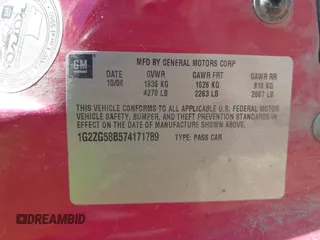 GM
MFD BY GENERAL MOTORS CORP
DATE GVWR GAWR FRT GAWR RR
10/06 1936 KG 1026 KG 910 KG
4270 LB 2263 LB 2007 LB
THIS VEHICLE CONFORMS TO ALL APPLICABLE U.S. FEDERAL MOTOR
VEHICLE SAFETY, BUMPER, AND THEFT PREVENTION STANDARDS
IN EFFECT ON THE DATE OF MANUFACTURE SHOWN ABOVE.
1G2ZG58B574171789 TYPE: PASS CAR
DREAMBID